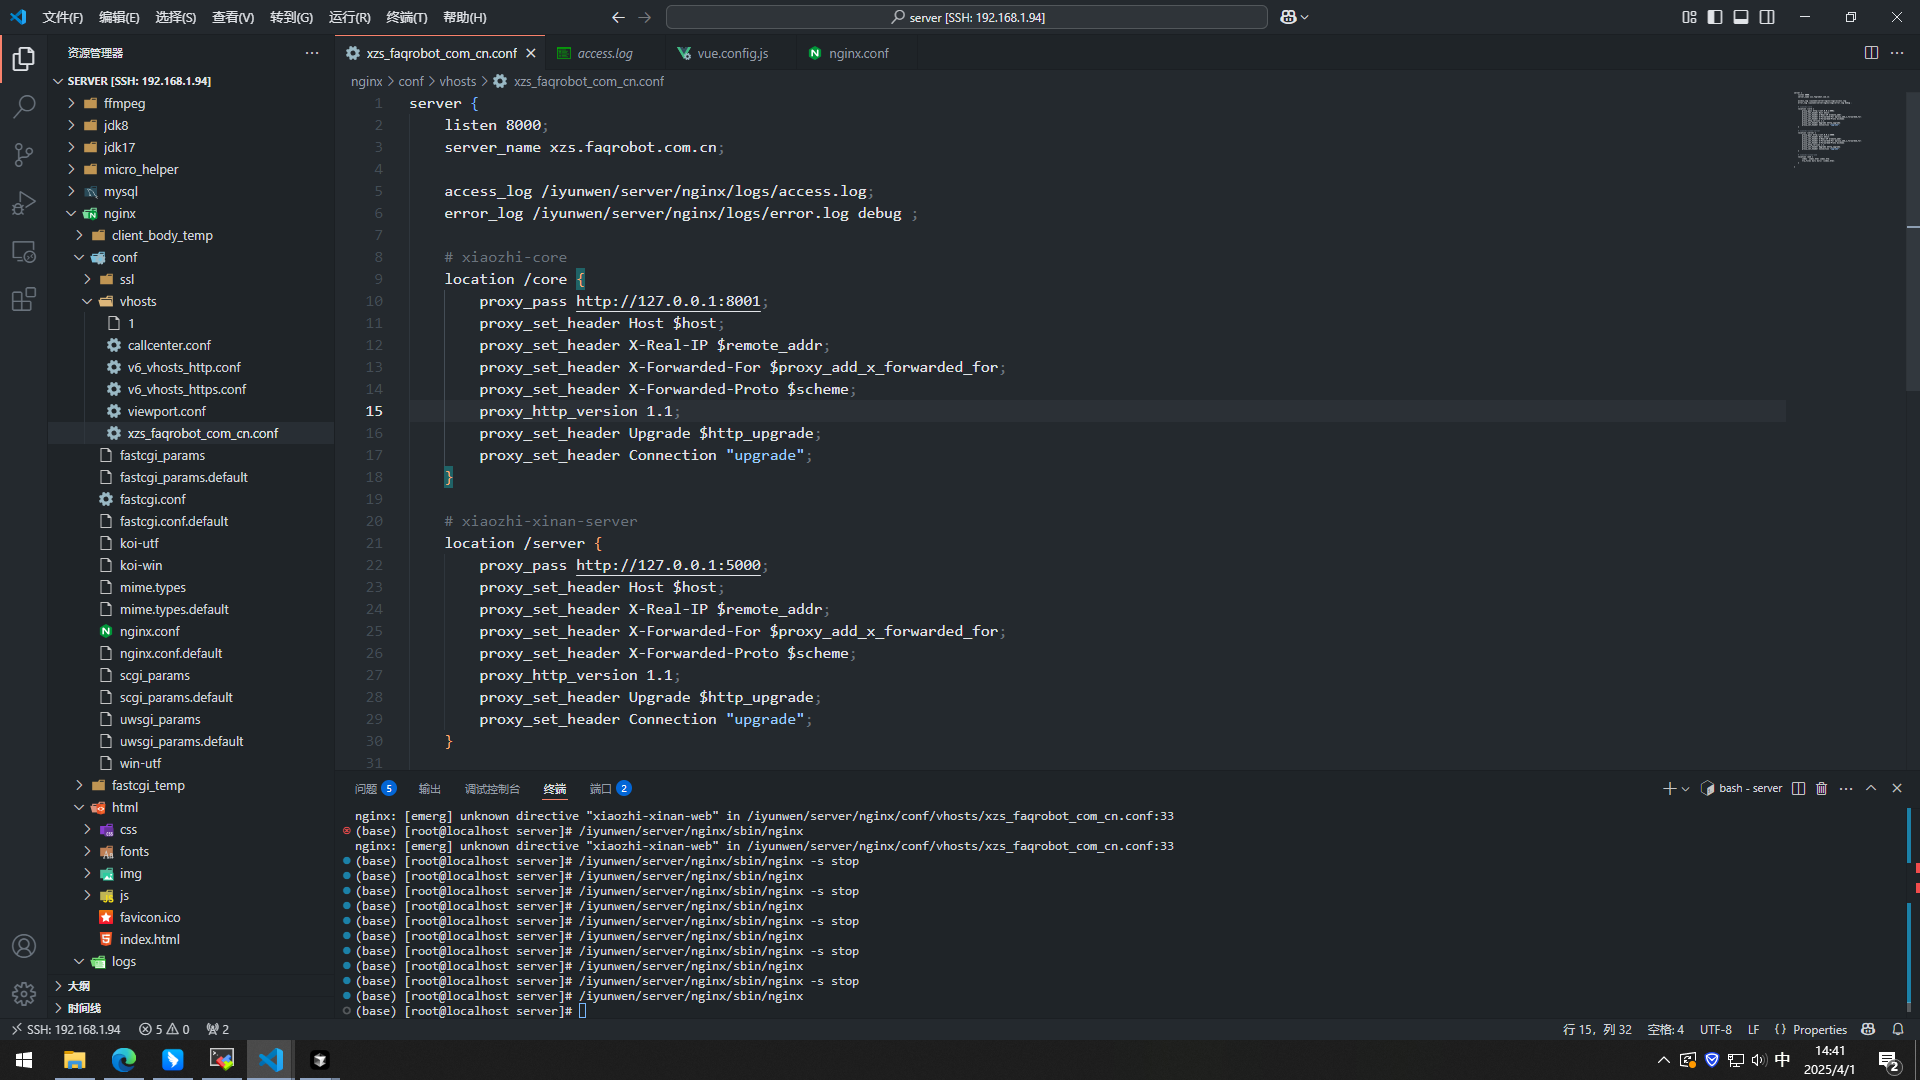 文件(F) 编辑(E) 选择(S) 查看(V) 转到(G) 运行(R) 终端(T) 帮助(H)
server [SSH: 192.168.1.94]
资源管理器
xzs_faqrobot_com_cn.conf
access.log
vue.config.js
nginx.conf
SERVER [SSH: 192.168.1.94]
ffmpeg
jdk8
jdk17
micro_helper
mysql
nginx
client_body_temp
conf
ssl
vhosts
1
callcenter.conf
v6_vhosts_http.conf
v6_vhosts_https.conf
viewport.conf
xzs_faqrobot_com_cn.conf
fastcgi_params
fastcgi_params.default
fastcgi.conf
fastcgi.conf.default
koi-utf
koi-win
mime.types
mime.types.default
nginx.conf
nginx.conf.default
scgi_params
scgi_params.default
uwsgi_params
uwsgi_params.default
win-utf
fastcgi_temp
html
css
fonts
img
js
favicon.ico
index.html
logs
大纲
时间线
nginx > conf > vhosts > xzs_faqrobot_com_cn.conf
1 server {
2 listen 8000;
3 server_name xzs.faqrobot.com.cn;
4
5 access_log /iyunwen/server/nginx/logs/access.log;
6 error_log /iyunwen/server/nginx/logs/error.log debug ;
7
8 # xiaozhi-core
9 location /core {
10 proxy_pass http://127.0.0.1:8001;
11 proxy_set_header Host $host;
12 proxy_set_header X-Real-IP $remote_addr;
13 proxy_set_header X-Forwarded-For $proxy_add_x_forwarded_for;
14 proxy_set_header X-Forwarded-Proto $scheme;
15 proxy_http_version 1.1;
16 proxy_set_header Upgrade $http_upgrade;
17 proxy_set_header Connection "upgrade";
18 }
19
20 # xiaozhi-xinan-server
21 location /server {
22 proxy_pass http://127.0.0.1:5000;
23 proxy_set_header Host $host;
24 proxy_set_header X-Real-IP $remote_addr;
25 proxy_set_header X-Forwarded-For $proxy_add_x_forwarded_for;
26 proxy_set_header X-Forwarded-Proto $scheme;
27 proxy_http_version 1.1;
28 proxy_set_header Upgrade $http_upgrade;
29 proxy_set_header Connection "upgrade";
30 }
31
问题 5 输出 调试控制台 终端 端口 2
bash - server
nginx: [emerg] unknown directive "xiaozhi-xinan-web" in /iyunwen/server/nginx/conf/vhosts/xzs_faqrobot_com_cn.conf:33
(base) [root@localhost server]# /iyunwen/server/nginx/sbin/nginx
nginx: [emerg] unknown directive "xiaozhi-xinan-web" in /iyunwen/server/nginx/conf/vhosts/xzs_faqrobot_com_cn.conf:33
(base) [root@localhost server]# /iyunwen/server/nginx/sbin/nginx -s stop
(base) [root@localhost server]# /iyunwen/server/nginx/sbin/nginx
(base) [root@localhost server]# /iyunwen/server/nginx/sbin/nginx -s stop
(base) [root@localhost server]# /iyunwen/server/nginx/sbin/nginx
(base) [root@localhost server]# /iyunwen/server/nginx/sbin/nginx -s stop
(base) [root@localhost server]# /iyunwen/server/nginx/sbin/nginx
(base) [root@localhost server]# /iyunwen/server/nginx/sbin/nginx -s stop
(base) [root@localhost server]# /iyunwen/server/nginx/sbin/nginx
(base) [root@localhost server]# /iyunwen/server/nginx/sbin/nginx -s stop
(base) [root@localhost server]# /iyunwen/server/nginx/sbin/nginx
(base) [root@localhost server]#
SSH: 192.168.1.94 5 0 2
行 15，列 32 空格: 4 UTF-8 LF {} Properties
中
14:41
2025/4/1
2